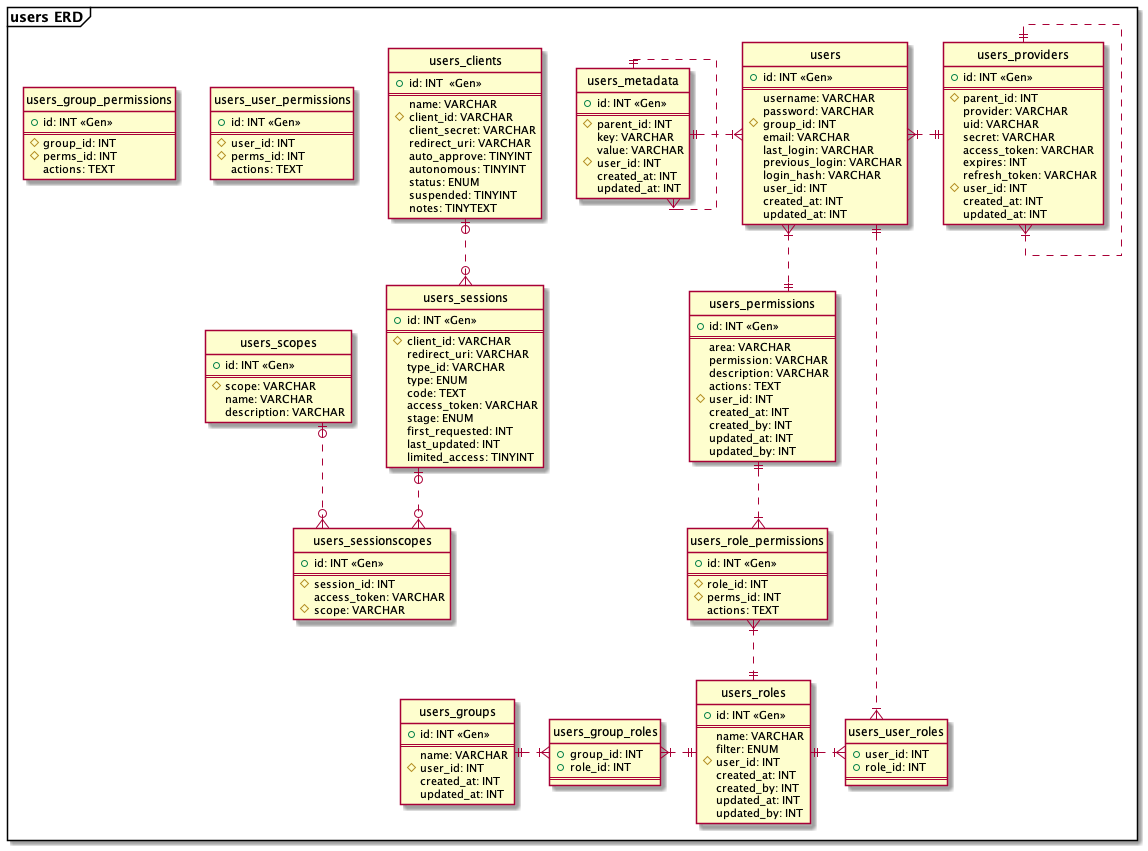 users ERD
users_group_permissions
id: INT «Gen»
group_id: INT
perms_id: INT
actions: TEXT
users_user_permissions
id: INT «Gen»
user_id: INT
perms_id: INT
actions: TEXT
users_clients
id: INT «Gen»
name: VARCHAR
client_id: VARCHAR
client_secret: VARCHAR
redirect_uri: VARCHAR
auto_approve: TINYINT
autonomous: TINYINT
status: ENUM
suspended: TINYINT
notes: TINYTEXT
users_metadata
id: INT «Gen»
parent_id: INT
key: VARCHAR
value: VARCHAR
user_id: INT
created_at: INT
updated_at: INT
users
id: INT «Gen»
username: VARCHAR
password: VARCHAR
group_id: INT
email: VARCHAR
last_login: VARCHAR
previous_login: VARCHAR
login_hash: VARCHAR
user_id: INT
created_at: INT
updated_at: INT
users_providers
id: INT «Gen»
parent_id: INT
provider: VARCHAR
uid: VARCHAR
secret: VARCHAR
access_token: VARCHAR
expires: INT
refresh_token: VARCHAR
user_id: INT
created_at: INT
updated_at: INT
users_scopes
id: INT «Gen»
scope: VARCHAR
name: VARCHAR
description: VARCHAR
users_sessions
id: INT «Gen»
client_id: VARCHAR
redirect_uri: VARCHAR
type_id: VARCHAR
type: ENUM
code: TEXT
access_token: VARCHAR
stage: ENUM
first_requested: INT
last_updated: INT
limited_access: TINYINT
users_permissions
id: INT «Gen»
area: VARCHAR
permission: VARCHAR
description: VARCHAR
actions: TEXT
user_id: INT
created_at: INT
created_by: INT
updated_at: INT
updated_by: INT
users_sessionscopes
id: INT «Gen»
session_id: INT
access_token: VARCHAR
scope: VARCHAR
users_role_permissions
id: INT «Gen»
role_id: INT
perms_id: INT
actions: TEXT
users_groups
id: INT «Gen»
name: VARCHAR
user_id: INT
created_at: INT
updated_at: INT
users_group_roles
group_id: INT
role_id: INT
users_roles
id: INT «Gen»
name: VARCHAR
filter: ENUM
user_id: INT
created_at: INT
created_by: INT
updated_at: INT
updated_by: INT
users_user_roles
user_id: INT
role_id: INT